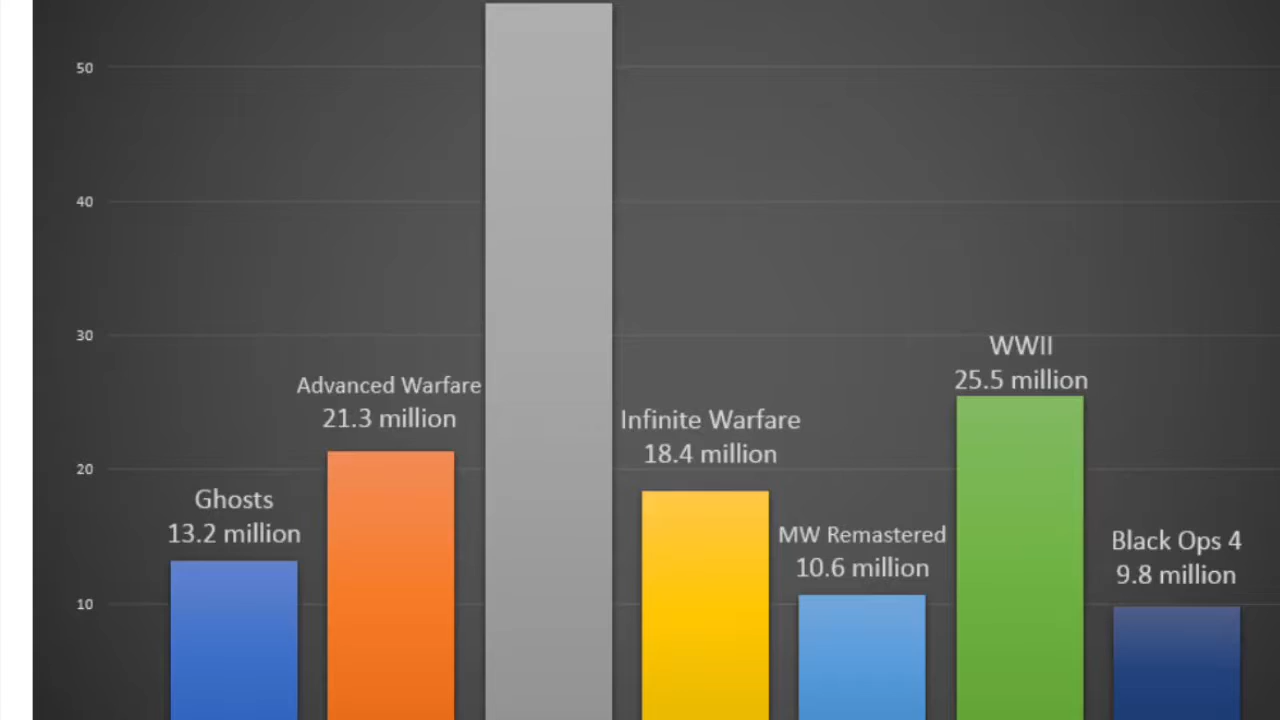 50
40
30
20
10
Ghosts
13.2 million
Advanced Warfare
21.3 million
Infinite Warfare
18.4 million
MW Remastered
10.6 million
WWII
25.5 million
Black Ops 4
9.8 million